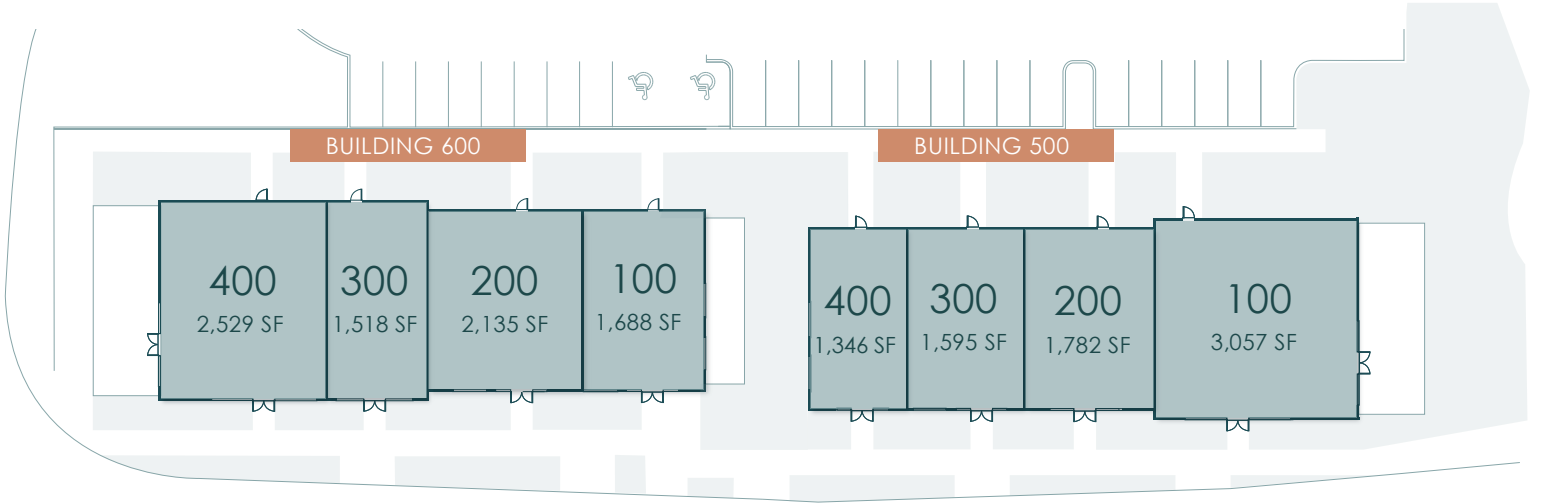 BUILDING 600
400
2,529 SF
300
1,518 SF
200
2,135 SF
100
1,688 SF
BUILDING 500
400
1,346 SF
300
1,595 SF
200
1,782 SF
100
3,057 SF